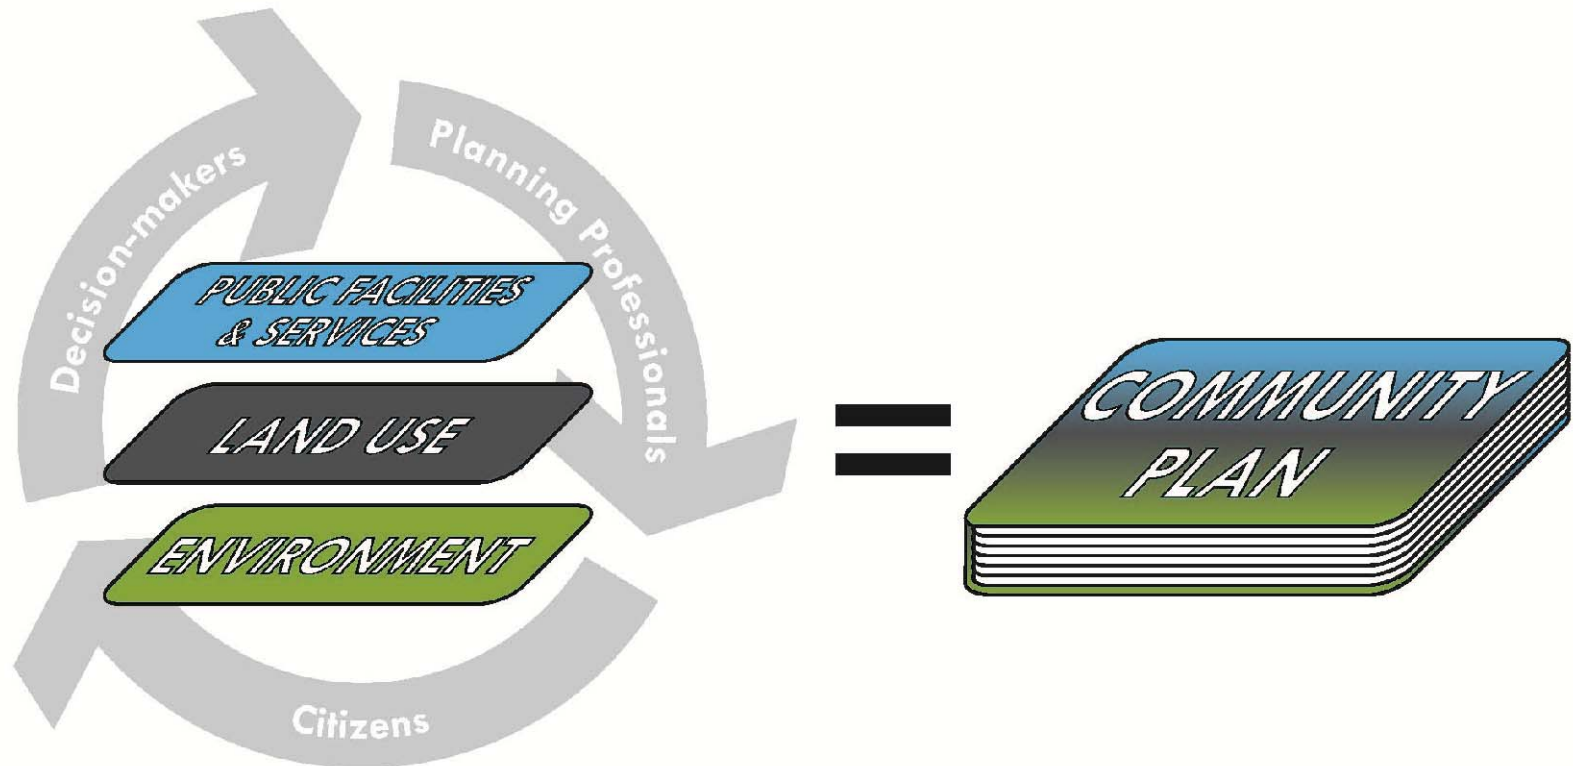 Decision-makers
Planning Professionals
PUBLIC FACILITIES
& SERVICES
LAND USE
ENVIRONMENT
Citizens
COMMUNITY
PLAN